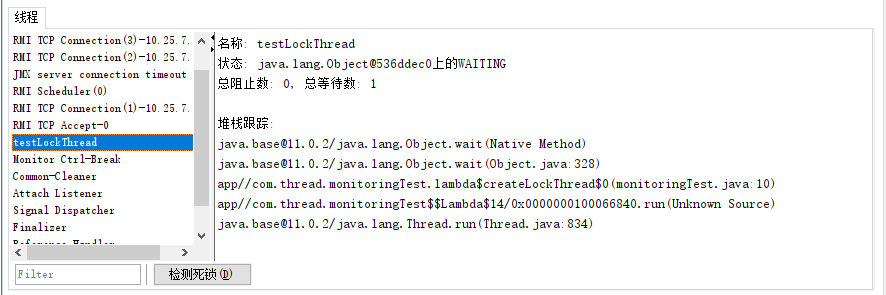 线程
RMI TCP Connection(3)-10.25.7.
RMI TCP Connection(2)-10.25.7.
JMX server connection timeout
RMI Scheduler(0)
RMI TCP Connection(1)-10.25.7.
RMI TCP Accept-0
testLockThread
Monitor Ctrl-Break
Common-Cleaner
Attach Listener
Signal Dispatcher
Finalizer
Reference Handler
名称: testLockThread
状态: java.lang.Object@536ddec0上的WAITING
总阻止数: 0, 总等待数: 1
堆栈跟踪:
java.base@11.0.2/java.lang.Object.wait(Native Method)
java.base@11.0.2/java.lang.Object.wait(Object.java:328)
app//com.thread.monitoringTest.lambda$createLockThread$0(monitoringTest.java:10)
app//com.thread.monitoringTest$$Lambda$14/0x0000000100066840.run(Unknown Source)
java.base@11.0.2/java.lang.Thread.run(Thread.java:834)
Filter
检测死锁(D)